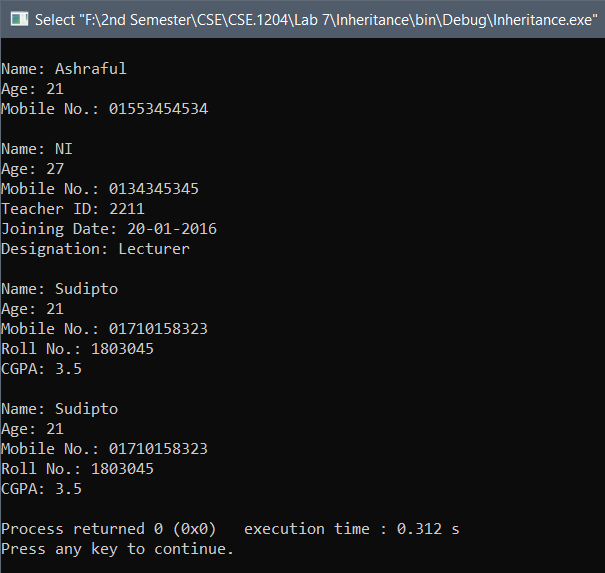 Select "F:\2nd Semester\CSE\CSE.1204\Lab 7\Inheritance\bin\Debug\Inheritance.exe"
Name: Ashraful
Age: 21
Mobile No.: 01553454534
Name: NI
Age: 27
Mobile No.: 0134345345
Teacher ID: 2211
Joining Date: 20-01-2016
Designation: Lecturer
Name: Sudipto
Age: 21
Mobile No.: 01710158323
Roll No.: 1803045
CGPA: 3.5
Name: Sudipto
Age: 21
Mobile No.: 01710158323
Roll No.: 1803045
CGPA: 3.5
Process returned 0 (0x0)   execution time : 0.312 s
Press any key to continue.